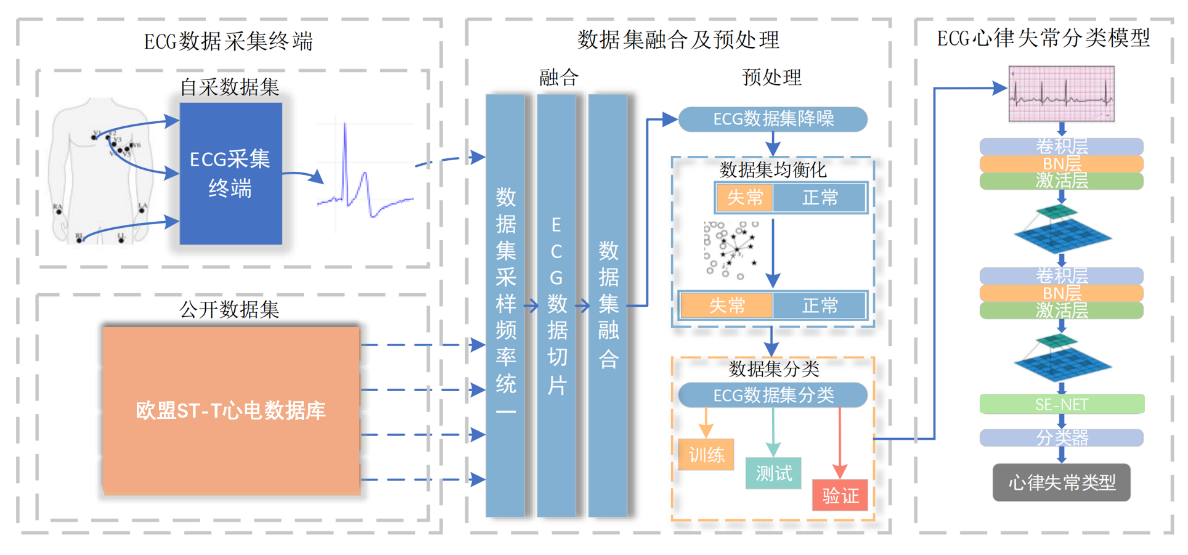 ECG数据采集终端
自采数据集
V1
V2
V3
V6
RA
LA
RL
LL
ECG采集
终端
公开数据集
欧盟ST-T心电数据库
数据集融合及预处理
融合
数据集采样频率统一
ECG数据切片
数据集融合
预处理
ECG数据集降噪
数据集均衡化
失常
正常
失常
正常
数据集分类
ECG数据集分类
训练
测试
验证
ECG心律失常分类模型
卷积层
BN层
激活层
卷积层
BN层
激活层
SE-NET
分类器
心律失常类型